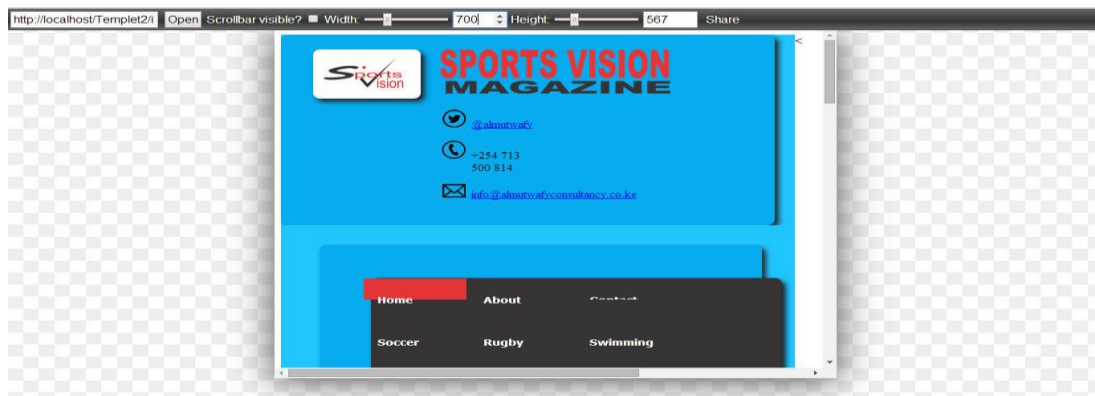 http://localhost/Templet2/i Open Scrollbar visible? Width: 700 Height: 567 Share
<
Sports Vision
SPORTS VISION
MAGAZINE
@almutwafy
+254 713
500 814
info@almutwafyconsultancy.co.ke
Home About Contact
Soccer Rugby Swimming